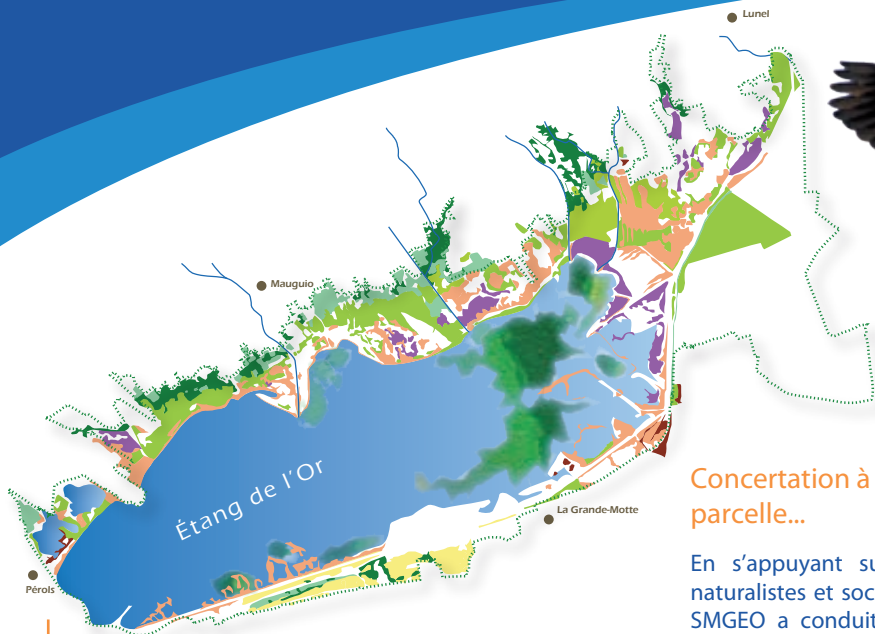 Lunel
Mauguio
Étang de l'Or
La Grande-Motte
Pérols
Concertation à
parcelle...
En s'appuyant su
naturalistes et soc
SMGEO a conduit